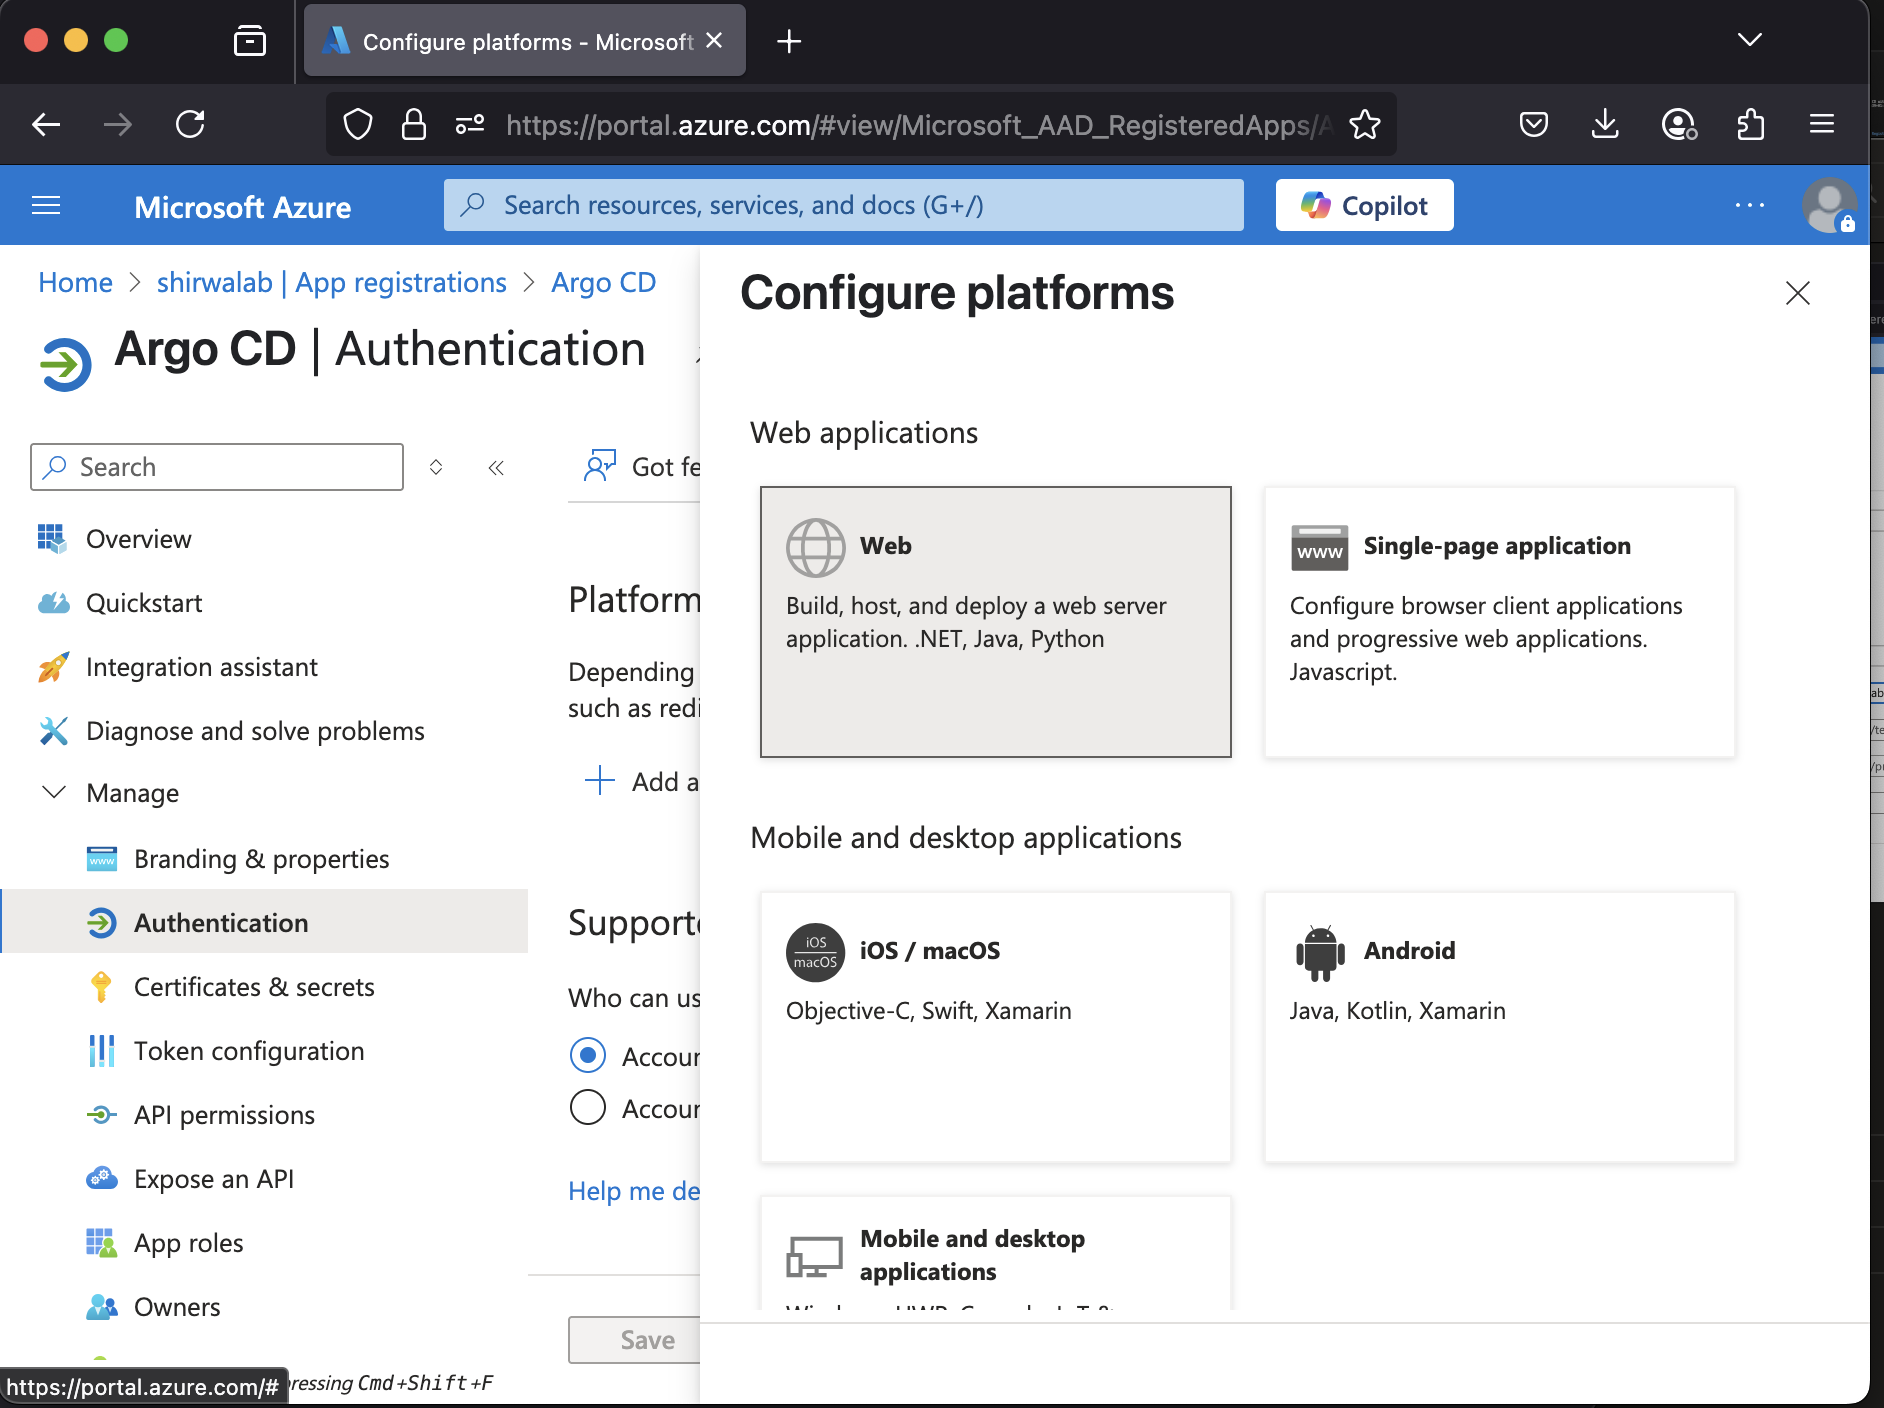 Configure platforms - Microsoft
https://portal.azure.com/#view/Microsoft_AAD_RegisteredApps/A
Microsoft Azure
Search resources, services, and docs (G+/)
Copilot
Home > shirwalab | App registrations > Argo CD
Argo CD | Authentication
Search
Overview
Quickstart
Integration assistant
Diagnose and solve problems
Manage
www
Branding & properties
Authentication
Certificates & secrets
Token configuration
API permissions
Expose an API
App roles
Owners
https://portal.azure.com/#
ressing Cmd+Shift+F
Got fe
Platform
Depending
such as redi
Add a
Supporte
Who can us
Accour
Accour
Help me de
Save
Configure platforms
Web applications
Web
Build, host, and deploy a web server
application. .NET, Java, Python
www
Single-page application
Configure browser client applications
and progressive web applications.
Javascript.
Mobile and desktop applications
iOS
macOS
iOS / macOS
Objective-C, Swift, Xamarin
Android
Java, Kotlin, Xamarin
Mobile and desktop
applications